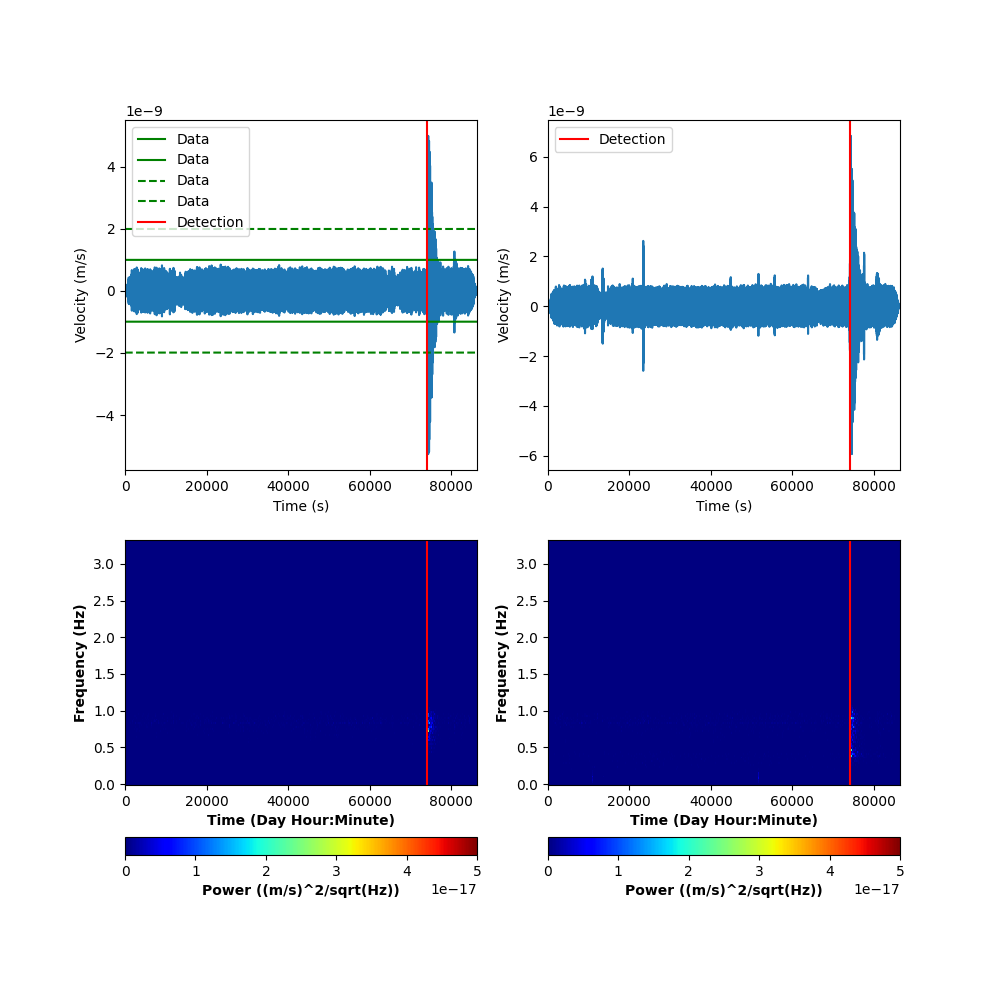 1e−9
Data
Data
Data
Data
Detection
4
2
0
−2
−4
Velocity (m/s)
0 20000 40000 60000 80000
Time (s)
1e−9
Detection
6
4
2
0
−2
−4
−6
Velocity (m/s)
0 20000 40000 60000 80000
Time (s)
3.0
2.5
2.0
1.5
1.0
0.5
0.0
Frequency (Hz)
0 20000 40000 60000 80000
Time (Day Hour:Minute)
0 1 2 3 4 5
1e−17
Power ((m/s)^2/sqrt(Hz))
3.0
2.5
2.0
1.5
1.0
0.5
0.0
Frequency (Hz)
0 20000 40000 60000 80000
Time (Day Hour:Minute)
0 1 2 3 4 5
1e−17
Power ((m/s)^2/sqrt(Hz))